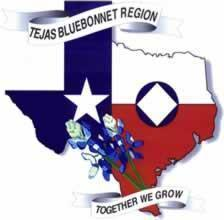 TEJAS BLUEBONNET REGION
TOGETHER WE GROW